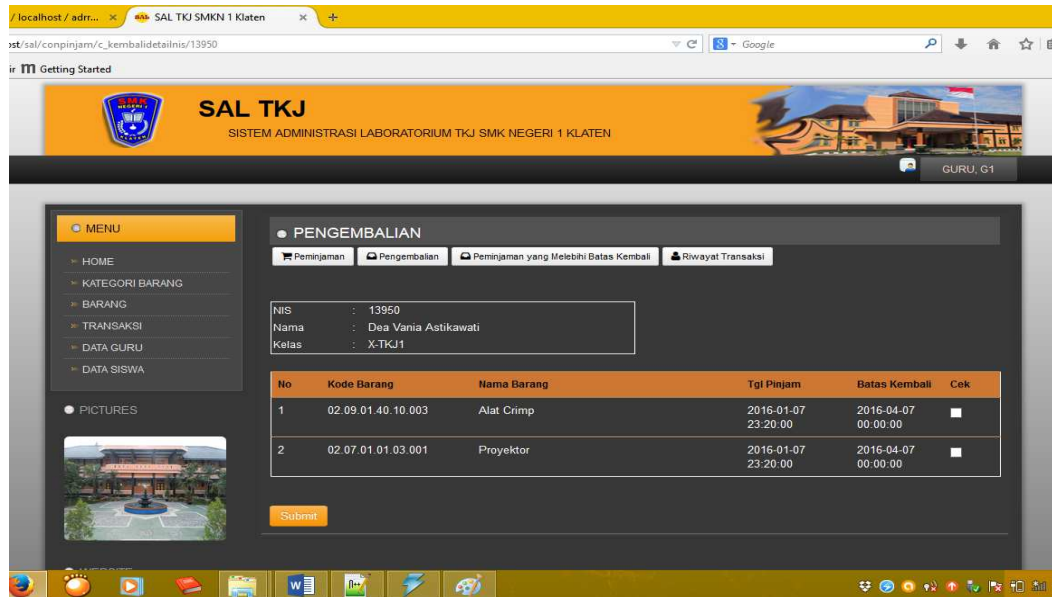 / localhost / adrr... ×
SAL TKJ SMKN 1 Klaten × +
ost/sal/conpinjam/c_kembalidetailnis/13950
Google
ir m Getting Started
SMK
NEGERI 1
SAL TKJ
SISTEM ADMINISTRASI LABORATORIUM TKJ SMK NEGERI 1 KLATEN
GURU, G1
MENU
HOME
KATEGORI BARANG
BARANG
TRANSAKSI
DATA GURU
DATA SISWA
PICTURES
PENGEMBALIAN
Peminjaman Pengembalian Peminjaman yang Melebihi Batas Kembali Riwayat Transaksi
NIS : 13950
Nama : Dea Vania Astikawati
Kelas : X-TKJ1
No Kode Barang Nama Barang Tgl Pinjam Batas Kembali Cek
1 02.09.01.40.10.003 Alat Crimp 2016-01-07 2016-04-07
23:20:00 00:00:00
2 02.07.01.01.03.001 Proyektor 2016-01-07 2016-04-07
23:20:00 00:00:00
Submit